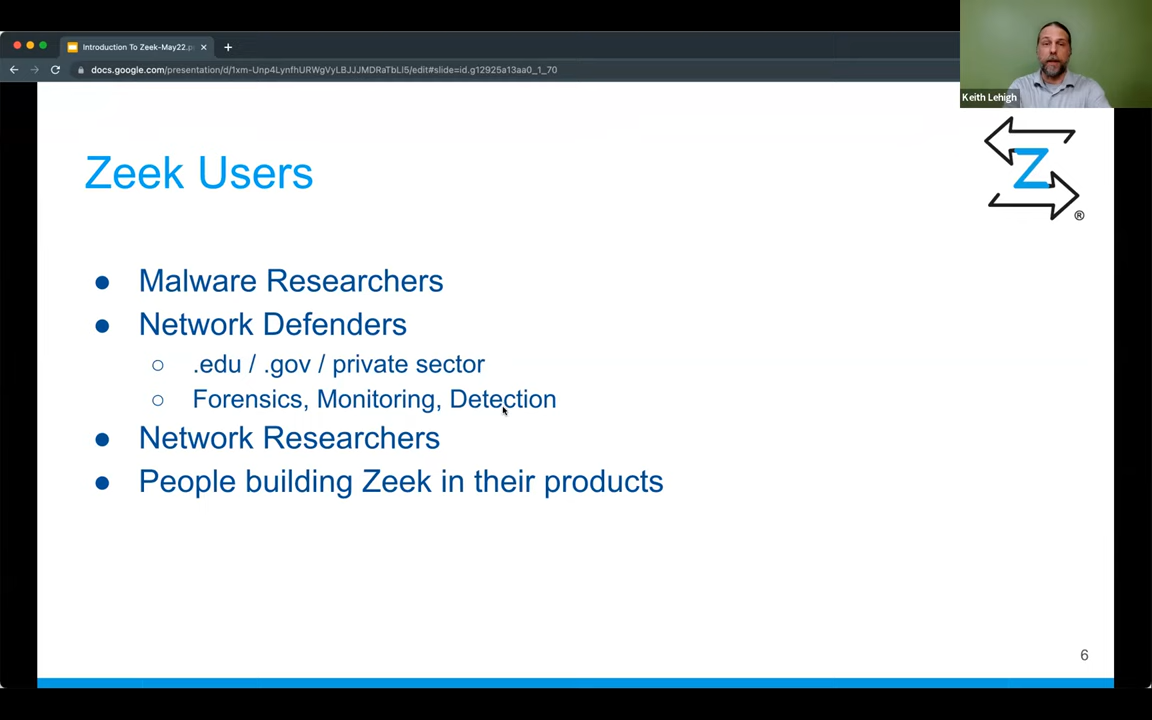 Introduction To Zeek-May22.p
docs.google.com/presentation/d/1xm-Unp4LynfhURWgVyLBJJJMDRaTbLI5/edit#slide=id.g12925a13aa0_1_70
Keith Lehigh
Z
®
Zeek Users
● Malware Researchers
● Network Defenders
○ .edu / .gov / private sector
○ Forensics, Monitoring, Detection
● Network Researchers
● People building Zeek in their products
6